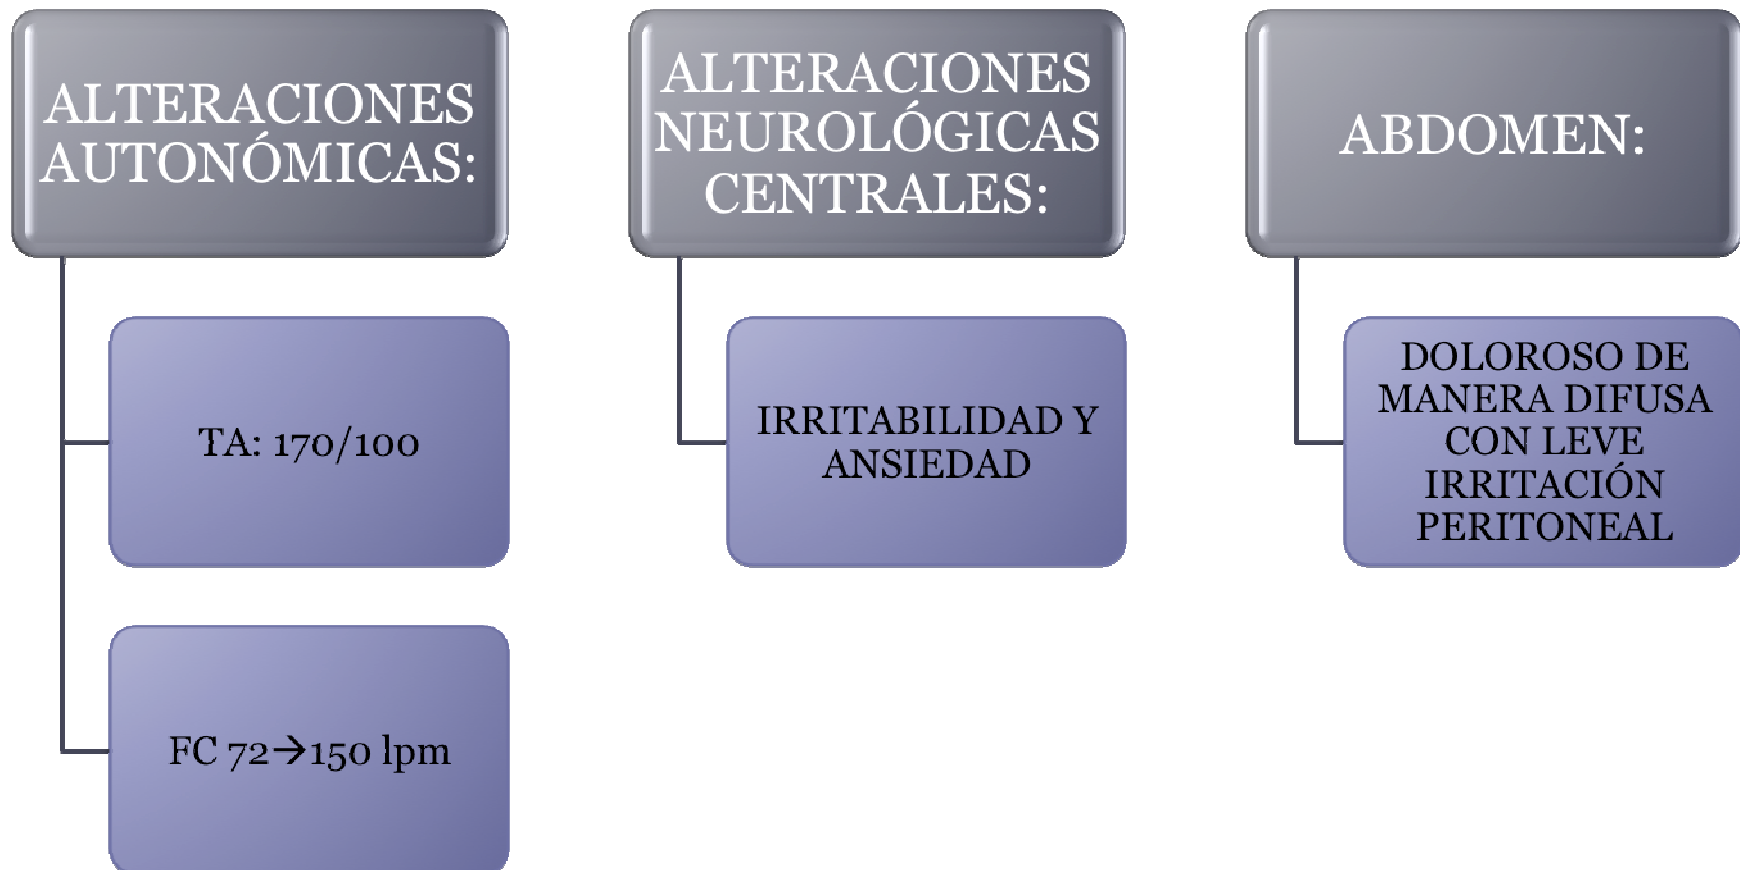 ALTERACIONES
AUTONÓMICAS:
TA: 170/100
FC 72→150 lpm
ALTERACIONES
NEUROLÓGICAS
CENTRALES:
IRRITABILIDAD Y
ANSIEDAD
ABDOMEN:
DOLOROSO DE
MANERA DIFUSA
CON LEVE
IRRITACIÓN
PERITONEAL